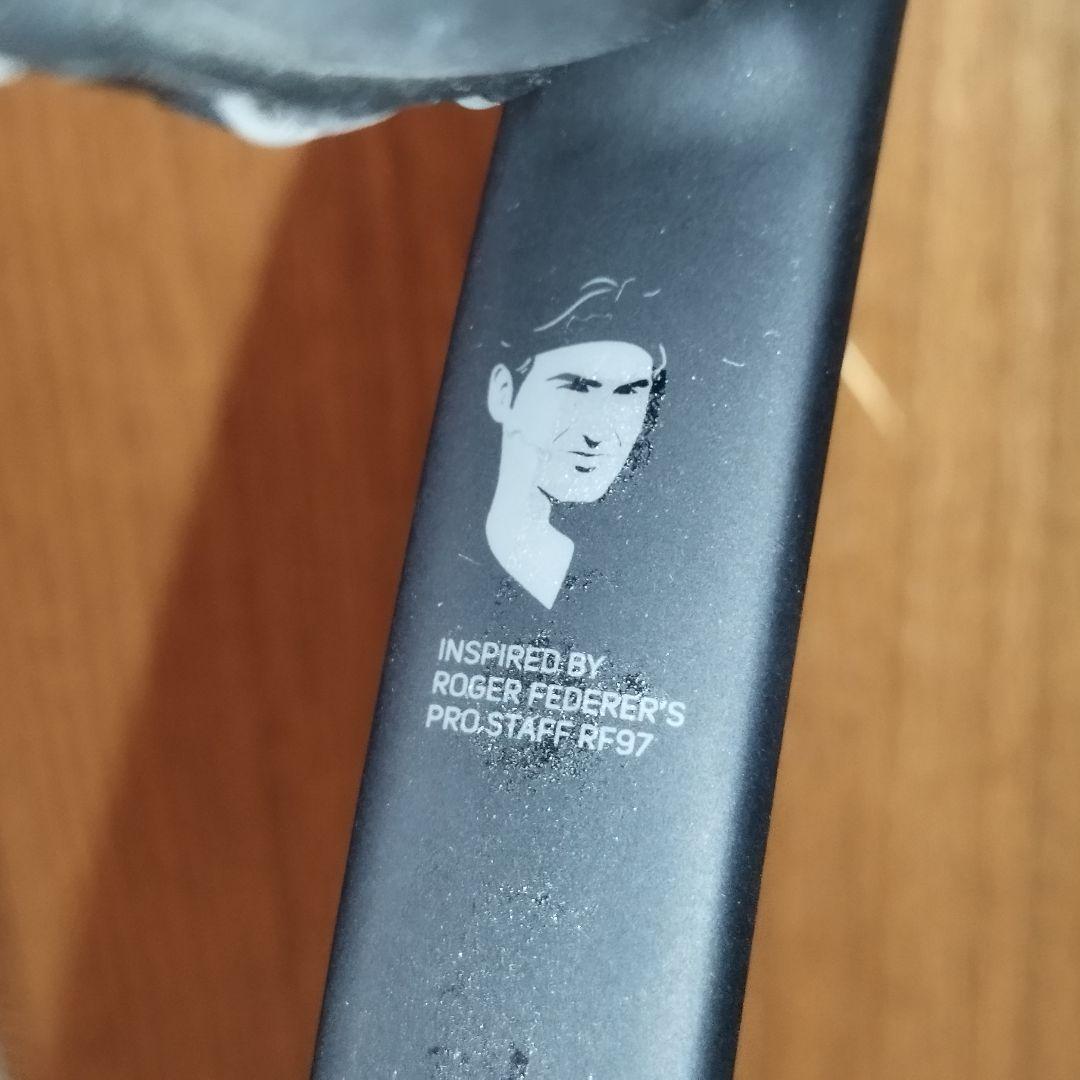 INSPIRED BY
ROGER FEDERER'S
PRO STAFF RF97